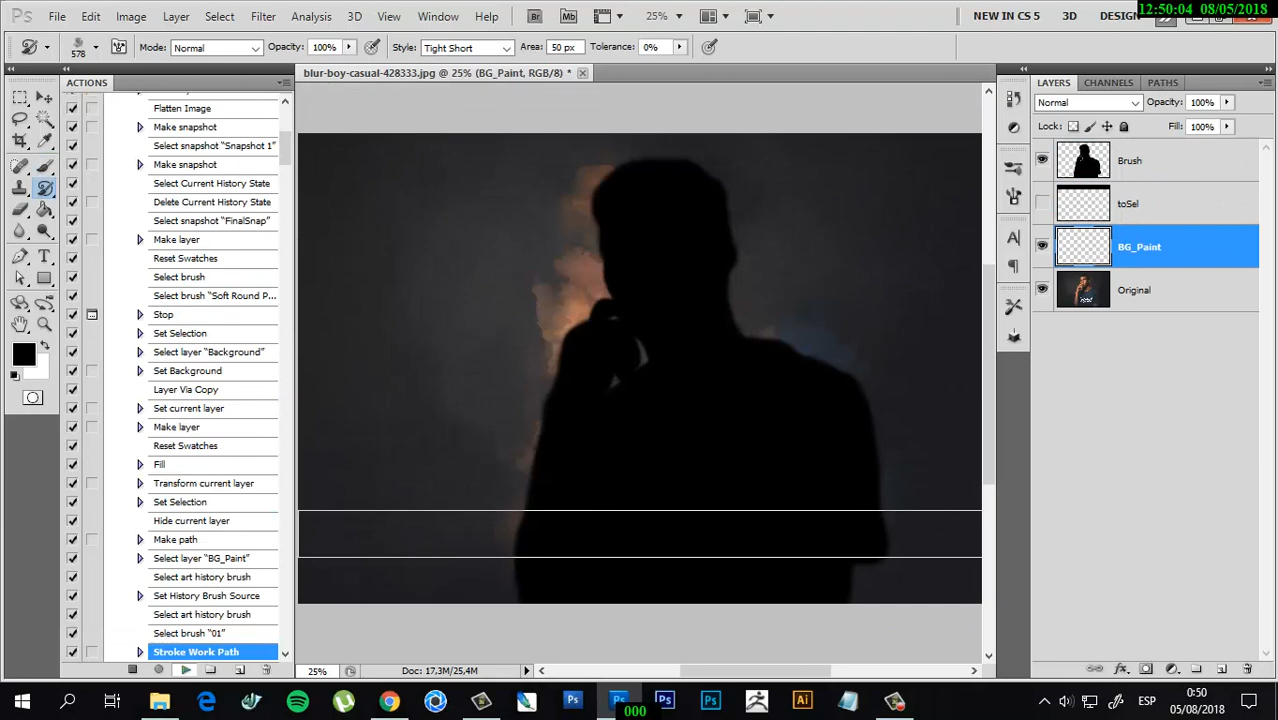 12:50:04 08/05/2018
Ps File Edit Image Layer Select Filter Analysis 3D View Window Help Br Mb 25% NEW IN CS 5 3D DESIGN
578 Mode: Normal Opacity: 100% Style: Tight Short Area: 50 px Tolerance: 0%
ACTIONS
blur-boy-casual-428333.jpg @ 25% (BG_Paint, RGB/8) *
LAYERS CHANNELS PATHS
Normal Opacity: 100%
Lock: Fill: 100%
Brush
toSel
BG_Paint
Original
Flatten Image
Make snapshot
Select snapshot "Snapshot 1"
Make snapshot
Select Current History State
Delete Current History State
Select snapshot "FinalSnap"
Make layer
Reset Swatches
Select brush
Select brush "Soft Round P...
Stop
Set Selection
Select layer "Background"
Set Background
Layer Via Copy
Set current layer
Make layer
Reset Swatches
Fill
Transform current layer
Set Selection
Hide current layer
Make path
Select layer "BG_Paint"
Select art history brush
Set History Brush Source
Select art history brush
Select brush "01"
Stroke Work Path
25% Doc: 17,3M/25,4M
Ps Ps Ps Ps Ai
000
ESP
0:50
05/08/2018